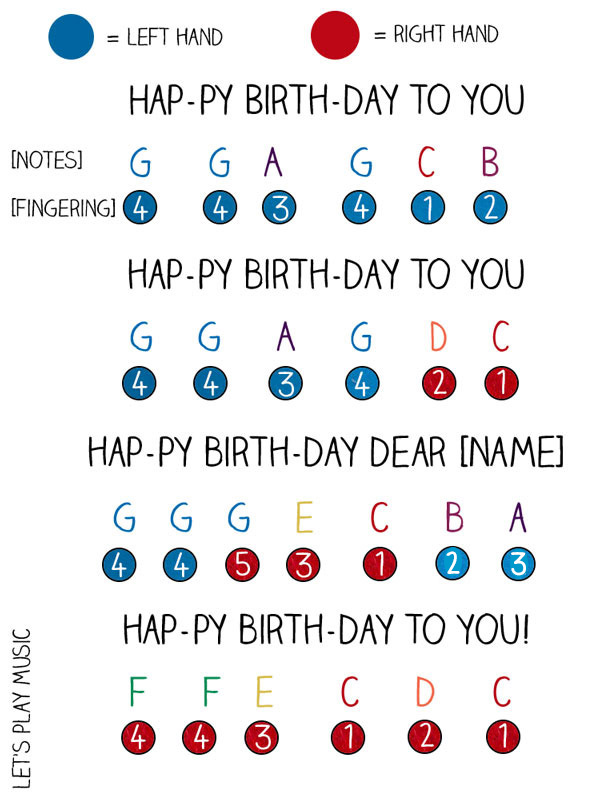 = LEFT HAND = RIGHT HAND
HAP-PY BIRTH-DAY TO YOU
[NOTES] G G A G C B
[FINGERING] 4 4 3 4 1 2
HAP-PY BIRTH-DAY TO YOU
G G A G D C
4 4 3 4 2 1
HAP-PY BIRTH-DAY DEAR [NAME]
G G G E C B A
4 4 5 3 1 2 3
HAP-PY BIRTH-DAY TO YOU!
F F E C D C
4 4 3 1 2 1
LET'S PLAY MUSIC